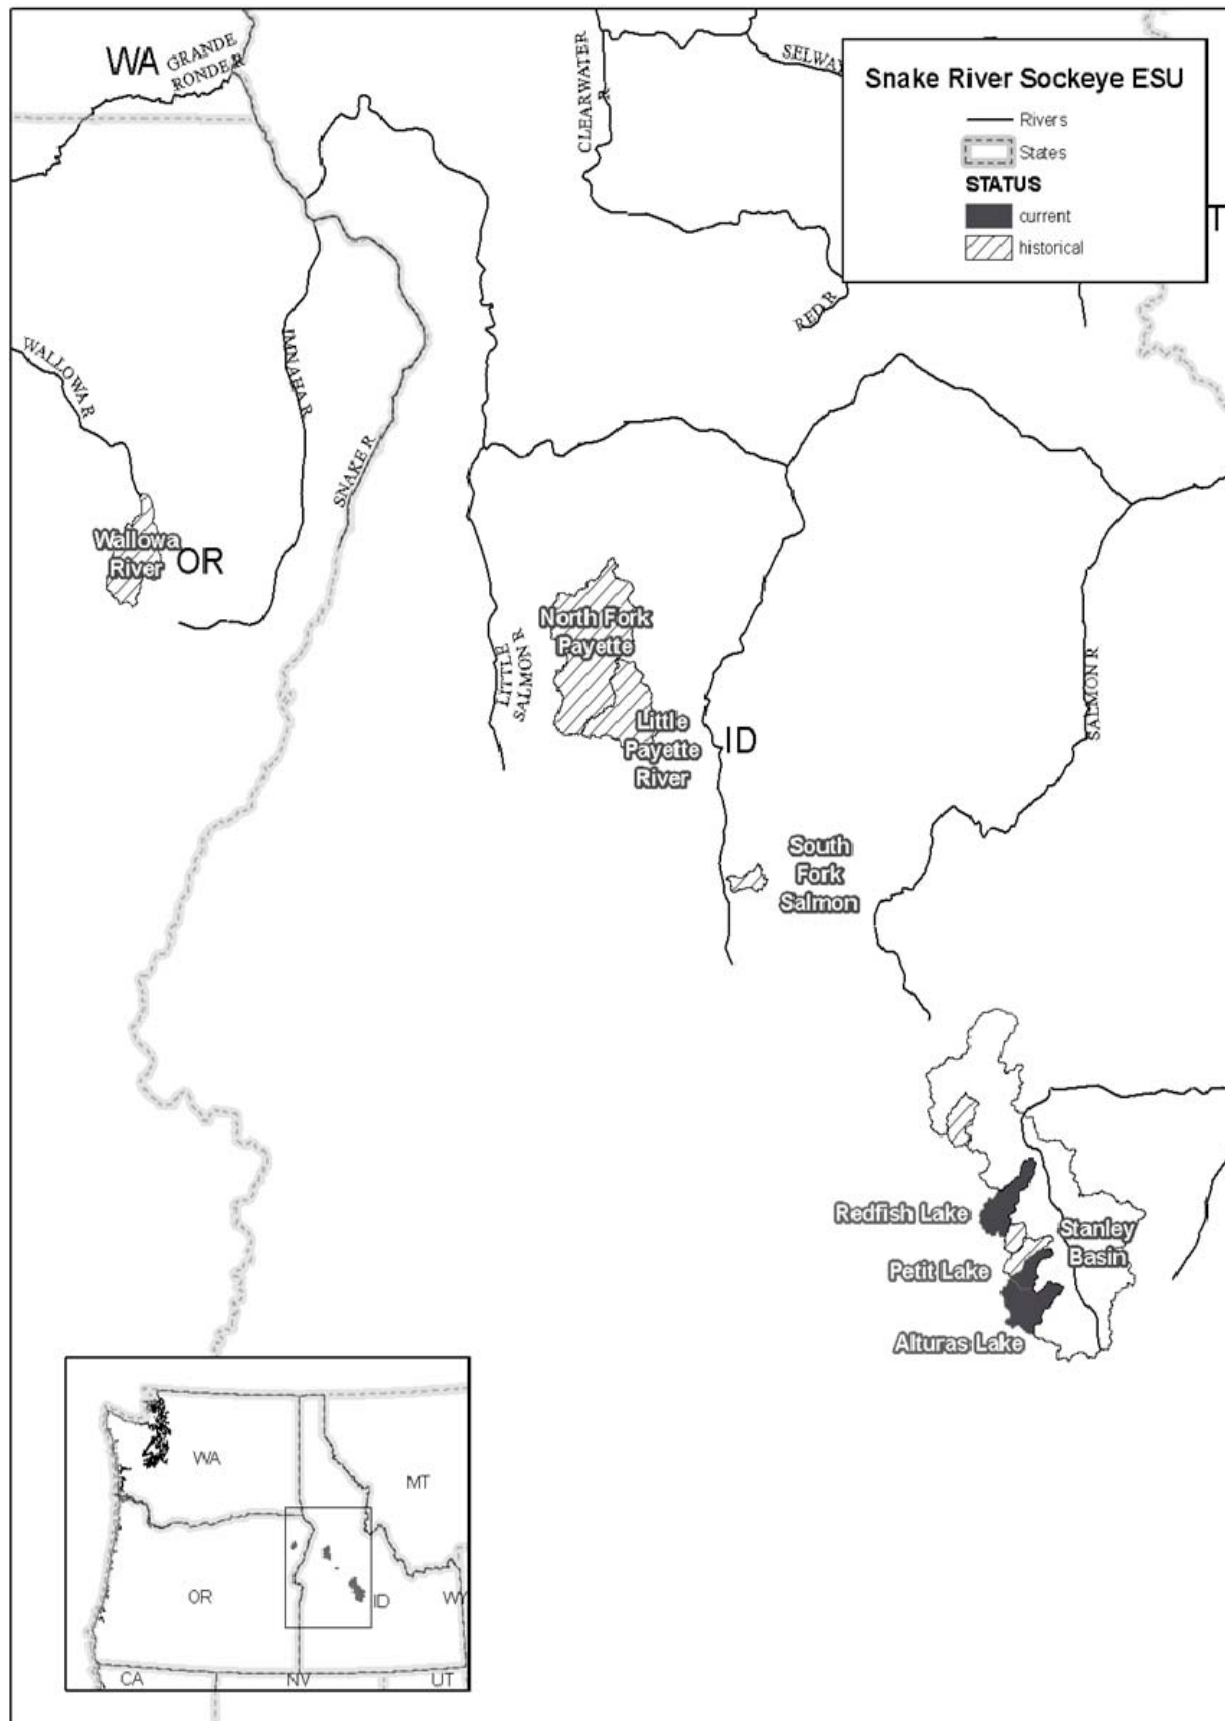 WA
GRANDE
RONDE R
CLEARWATER
R
SELWAY
Snake River Sockeye ESU
Rivers
States
STATUS
current
historical
T
RED R
WALLOWA R
IMNAHA R
SNAKE R
Wallowa
River
OR
North Fork
Payette
LITTLE
SALMON R
Little
Payette
River
ID
SALMON R
South
Fork
Salmon
Redfish Lake
Stanley
Basin
Petit Lake
Alturas Lake
WA
MT
OR
ID
WY
CA
NV
UT